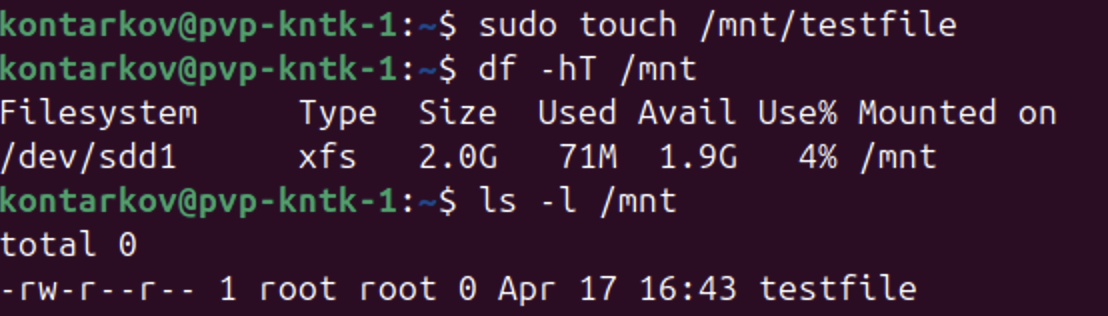 kontarkov@pvp-kntk-1:~$ sudo touch /mnt/testfile
kontarkov@pvp-kntk-1:~$ df -hT /mnt
Filesystem     Type  Size  Used Avail Use% Mounted on
/dev/sdd1      xfs   2.0G   71M  1.9G   4% /mnt
kontarkov@pvp-kntk-1:~$ ls -l /mnt
total 0
-rw-r--r-- 1 root root 0 Apr 17 16:43 testfile